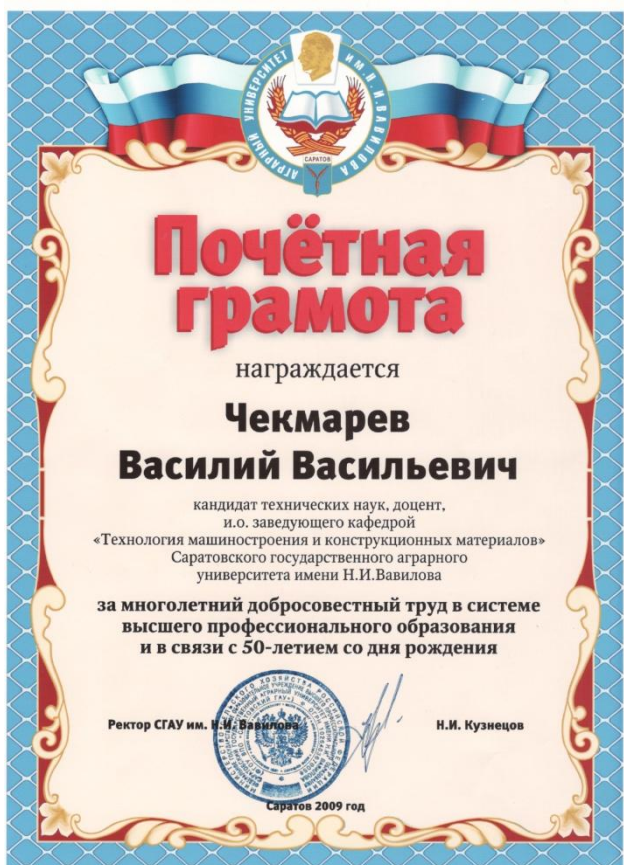 АГРАРНЫЙ УНИВЕРСИТЕТ ИМ. Н.И. ВАВИЛОВА
САРАТОВ
Почётная
грамота
награждается
Чекмарев
Василий Васильевич
кандидат технических наук, доцент,
и.о. заведующего кафедрой
«Технология машиностроения и конструкционных материалов»
Саратовского государственного аграрного
университета имени Н.И.Вавилова
за многолетний добросовестный труд в системе
высшего профессионального образования
и в связи с 50-летием со дня рождения
Ректор СГАУ им. Н.И. Вавилова
Н.И. Кузнецов
Саратов 2009 год